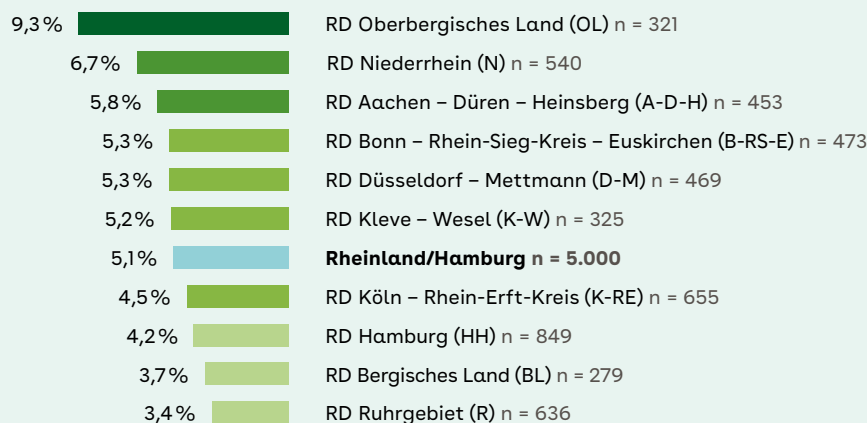 9,3 % RD Oberbergisches Land (OL) n = 321
6,7 % RD Niederrhein (N) n = 540
5,8 % RD Aachen – Düren – Heinsberg (A-D-H) n = 453
5,3 % RD Bonn – Rhein-Sieg-Kreis – Euskirchen (B-RS-E) n = 473
5,3 % RD Düsseldorf – Mettmann (D-M) n = 469
5,2 % RD Kleve – Wesel (K-W) n = 325
5,1 % Rheinland/Hamburg n = 5.000
4,5 % RD Köln – Rhein-Erft-Kreis (K-RE) n = 655
4,2 % RD Hamburg (HH) n = 849
3,7 % RD Bergisches Land (BL) n = 279
3,4 % RD Ruhrgebiet (R) n = 636